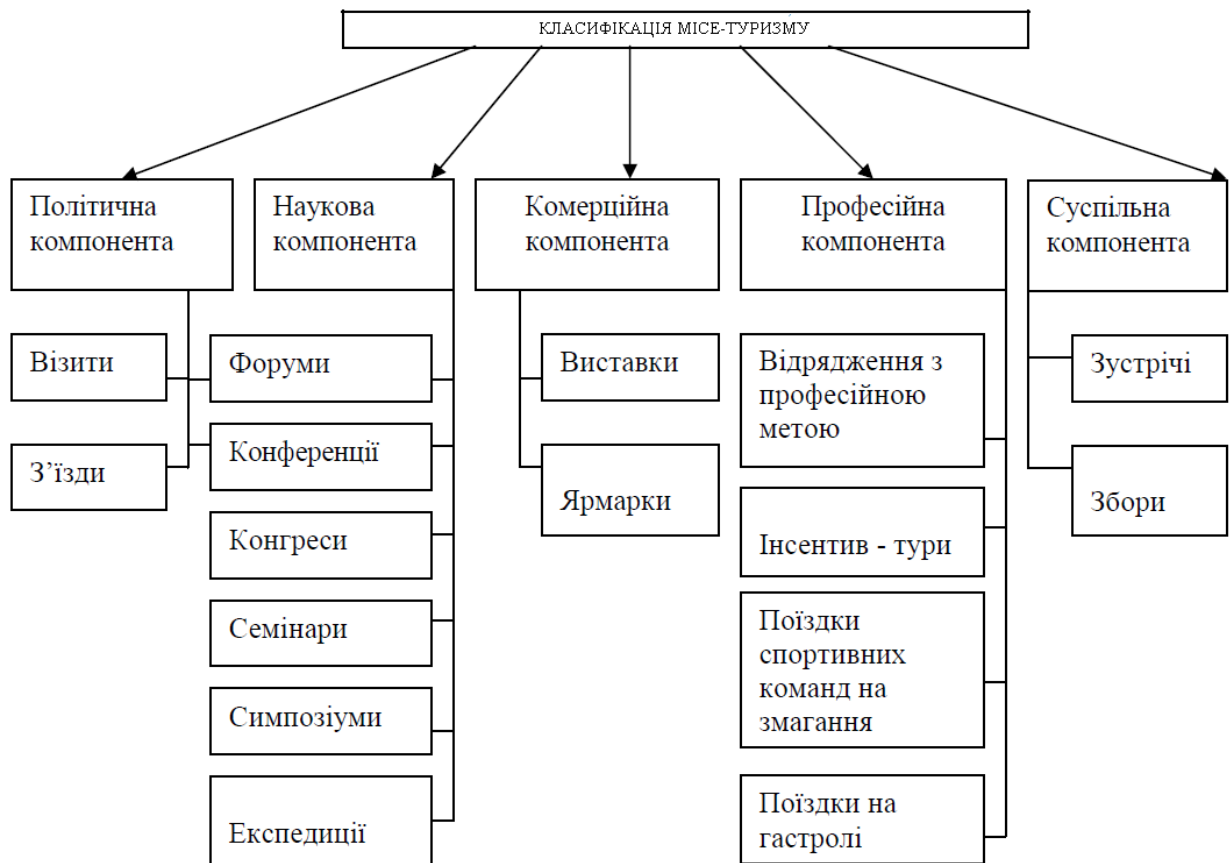 КЛАСИФІКАЦІЯ МІСЕ-ТУРИЗМУ
Політична
компонента
Наукова
компонента
Комерційна
компонента
Професійна
компонента
Суспільна
компонента
Візити
З’їзди
Форуми
Конференції
Конгреси
Семінари
Симпозіуми
Експедиції
Виставки
Ярмарки
Відрядження з
професійною
метою
Інсентив - тури
Поїздки
спортивних
команд на
змагання
Поїздки на
гастролі
Зустрічі
Збори